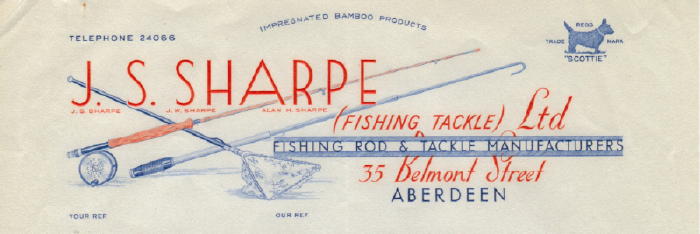 IMPREGNATED BAMBOO PRODUCTS
TELEPHONE 24066
REGD
TRADE MARK
"SCOTTIE"
J. S. SHARPE
J. S. SHARPE J. W. SHARPE ALAN H. SHARPE
(FISHING TACKLE) Ltd
FISHING ROD & TACKLE MANUFACTURERS
35 Belmont Street
ABERDEEN
YOUR REF OUR REF